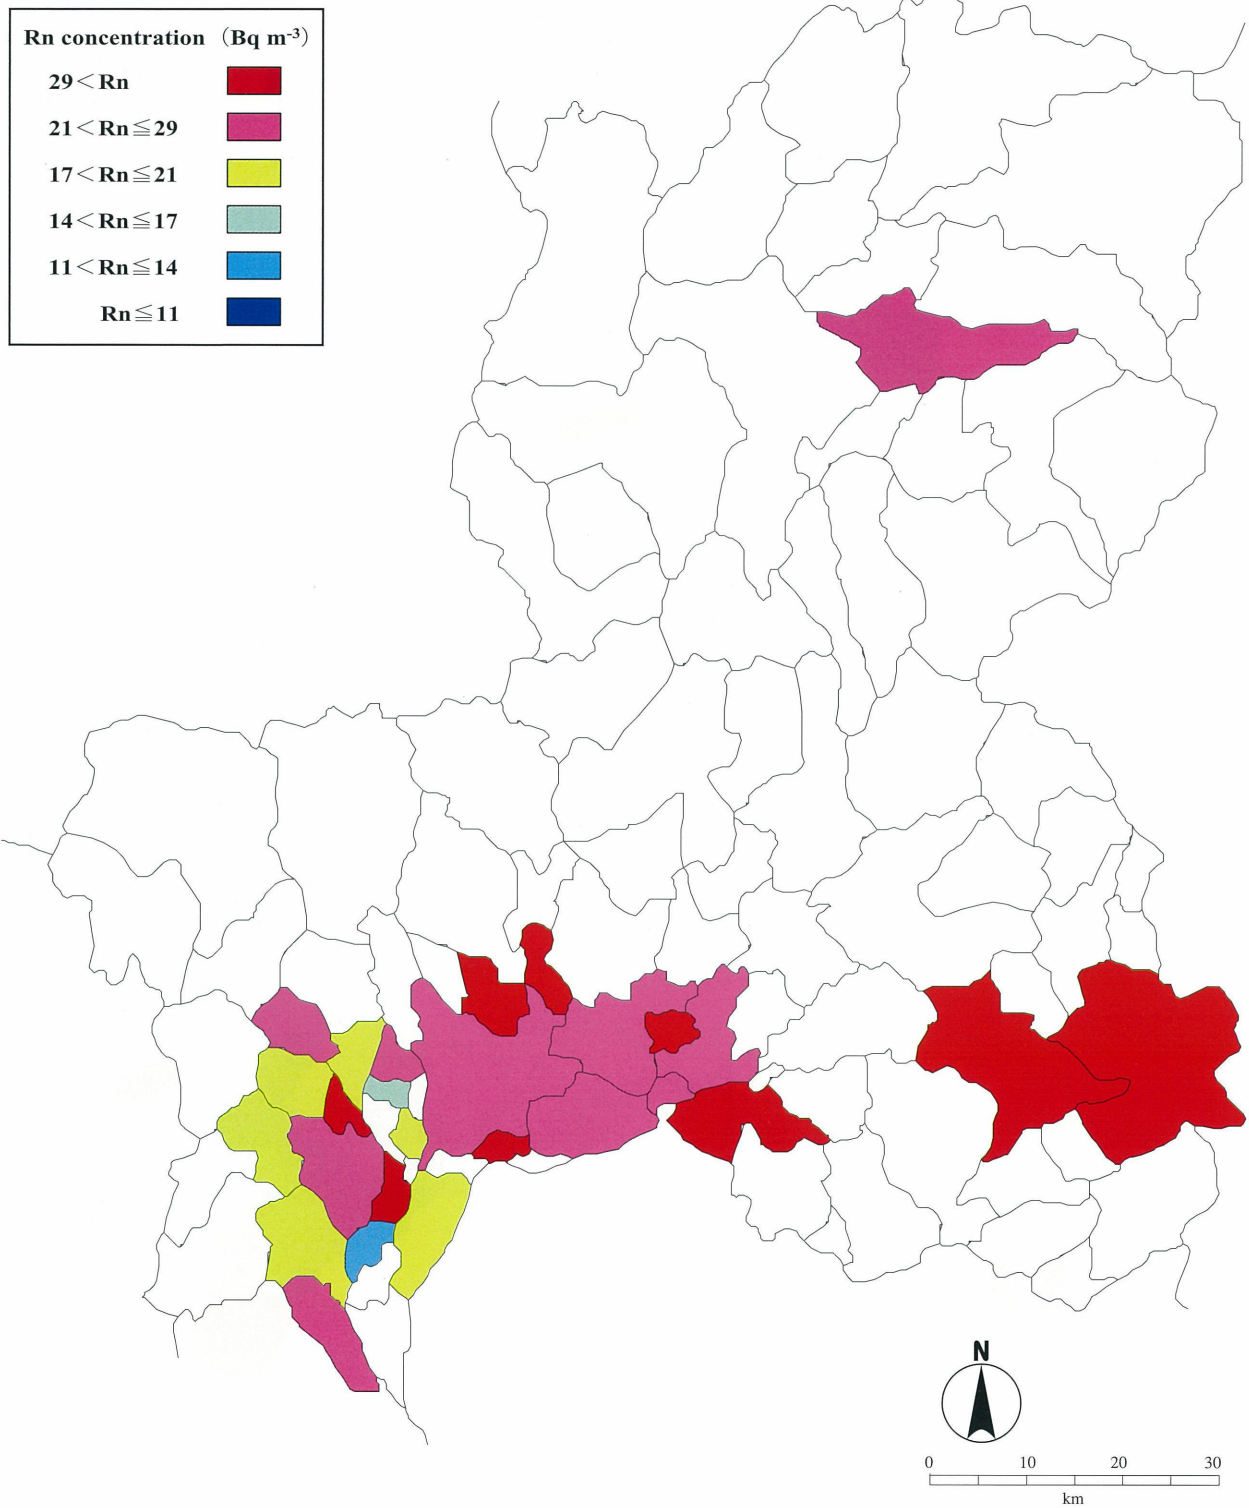 Rn concentration (Bq m-3)
29<Rn
21<Rn≦29
17<Rn≦21
14<Rn≦17
11<Rn≦14
Rn≦11
N
0 10 20 30
km